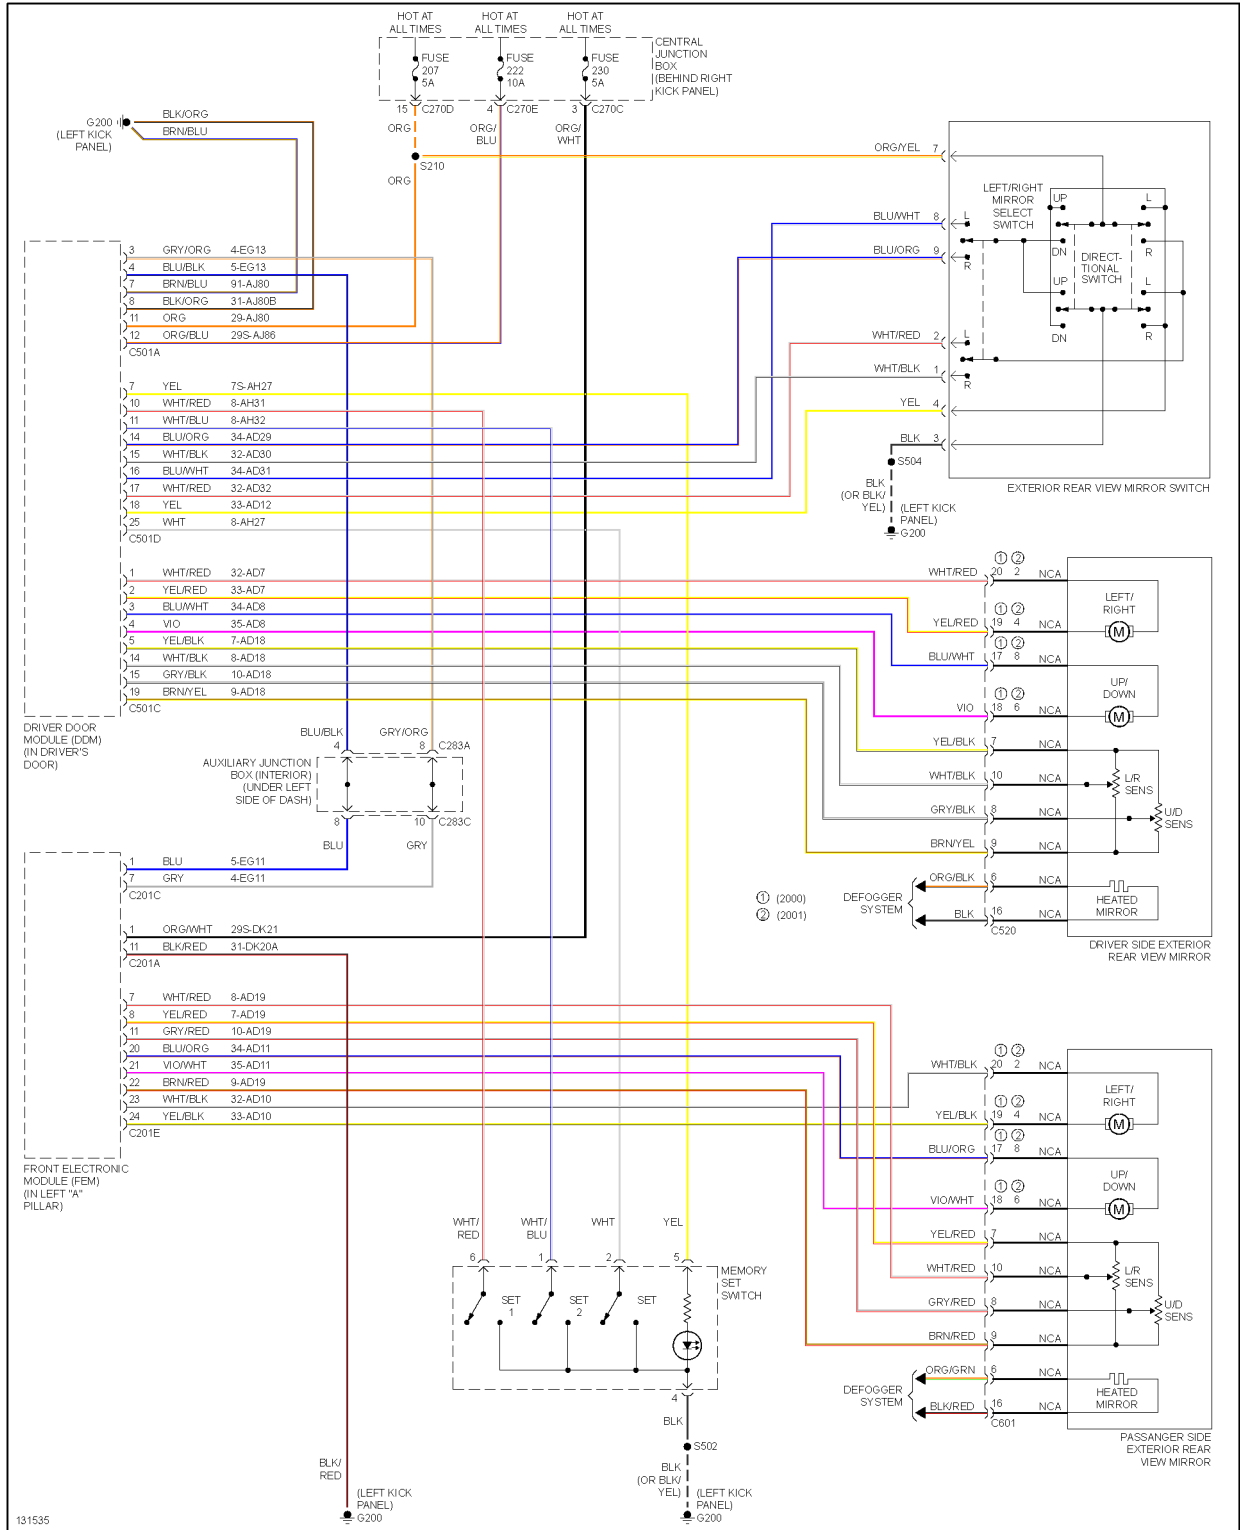 HOT AT
ALL TIMES
HOT AT
ALL TIMES
HOT AT
ALL TIMES
FUSE
207
5A
FUSE
222
10A
FUSE
230
5A
CENTRAL
JUNCTION
BOX
(BEHIND RIGHT
KICK PANEL)
15 C270D
4 C270E
3 C270C
ORG
ORG/
BLU
ORG/
WHT
S210
ORG
G200
(LEFT KICK
PANEL)
BLK/ORG
BRN/BLU
3 GRY/ORG 4-EG13
4 BLU/BLK 5-EG13
7 BRN/BLU 91-AJ80
8 BLK/ORG 31-AJ80B
11 ORG 29-AJ80
12 ORG/BLU 29S-AJ86
C501A
7 YEL 7S-AH27
10 WHT/RED 8-AH31
11 WHT/BLU 8-AH32
14 BLU/ORG 34-AD29
15 WHT/BLK 32-AD30
16 BLU/WHT 34-AD31
17 WHT/RED 32-AD32
18 YEL 33-AD12
25 WHT 8-AH27
C501D
1 WHT/RED 32-AD7
2 YEL/RED 33-AD7
3 BLU/WHT 34-AD8
4 VIO 35-AD8
5 YEL/BLK 7-AD18
14 WHT/BLK 8-AD18
15 GRY/BLK 10-AD18
19 BRN/YEL 9-AD18
C501C
DRIVER DOOR
MODULE (DDM)
(IN DRIVER'S
DOOR)
ORG/YEL 7
BLU/WHT 8
BLU/ORG 9
WHT/RED 2
WHT/BLK 1
YEL 4
BLK 3
LEFT/RIGHT
MIRROR
SELECT
SWITCH
L
R
L
R
UP
DN
UP
DN
L
R
L
R
DIRECT-
TIONAL
SWITCH
EXTERIOR REAR VIEW MIRROR SWITCH
S504
BLK
(OR BLK/
YEL)
(LEFT KICK
PANEL)
G200
BLU/BLK
4
GRY/ORG
8 C283A
AUXILIARY JUNCTION
BOX (INTERIOR)
(UNDER LEFT
SIDE OF DASH)
8
10 C283C
BLU
GRY
1 2
WHT/RED 20 2 NCA
1 2
YEL/RED 19 4 NCA
1 2
BLU/WHT 17 8 NCA
1 2
VIO 18 6 NCA
YEL/BLK 7 NCA
WHT/BLK 10 NCA
GRY/BLK 8 NCA
BRN/YEL 9 NCA
ORG/BLK 6 NCA
BLK 16 NCA
C520
DEFOGGER
SYSTEM
LEFT/
RIGHT
M
UP/
DOWN
M
L/R
SENS
U/D
SENS
HEATED
MIRROR
DRIVER SIDE EXTERIOR
REAR VIEW MIRROR
1 (2000)
2 (2001)
1 BLU 5-EG11
7 GRY 4-EG11
C201C
1 ORG/WHT 29S-DK21
11 BLK/RED 31-DK20A
C201A
7 WHT/RED 8-AD19
8 YEL/RED 7-AD19
11 GRY/RED 10-AD19
20 BLU/ORG 34-AD11
21 VIO/WHT 35-AD11
22 BRN/RED 9-AD19
23 WHT/BLK 32-AD10
24 YEL/BLK 33-AD10
C201E
FRONT ELECTRONIC
MODULE (FEM)
(IN LEFT "A"
PILLAR)
1 2
WHT/BLK 20 2 NCA
1 2
YEL/BLK 19 4 NCA
1 2
BLU/ORG 17 8 NCA
1 2
VIO/WHT 18 6 NCA
YEL/RED 7 NCA
WHT/RED 10 NCA
GRY/RED 8 NCA
BRN/RED 9 NCA
ORG/GRN 6 NCA
BLK/RED 16 NCA
C601
DEFOGGER
SYSTEM
LEFT/
RIGHT
M
UP/
DOWN
M
L/R
SENS
U/D
SENS
HEATED
MIRROR
PASSANGER SIDE
EXTERIOR REAR
VIEW MIRROR
WHT/
RED
WHT/
BLU
WHT
YEL
6
1
2
5
SET
1
SET
2
SET
MEMORY
SET
SWITCH
4
BLK
S502
BLK
(OR BLK/
YEL)
(LEFT KICK
PANEL)
G200
BLK/
RED
(LEFT KICK
PANEL)
G200
131535